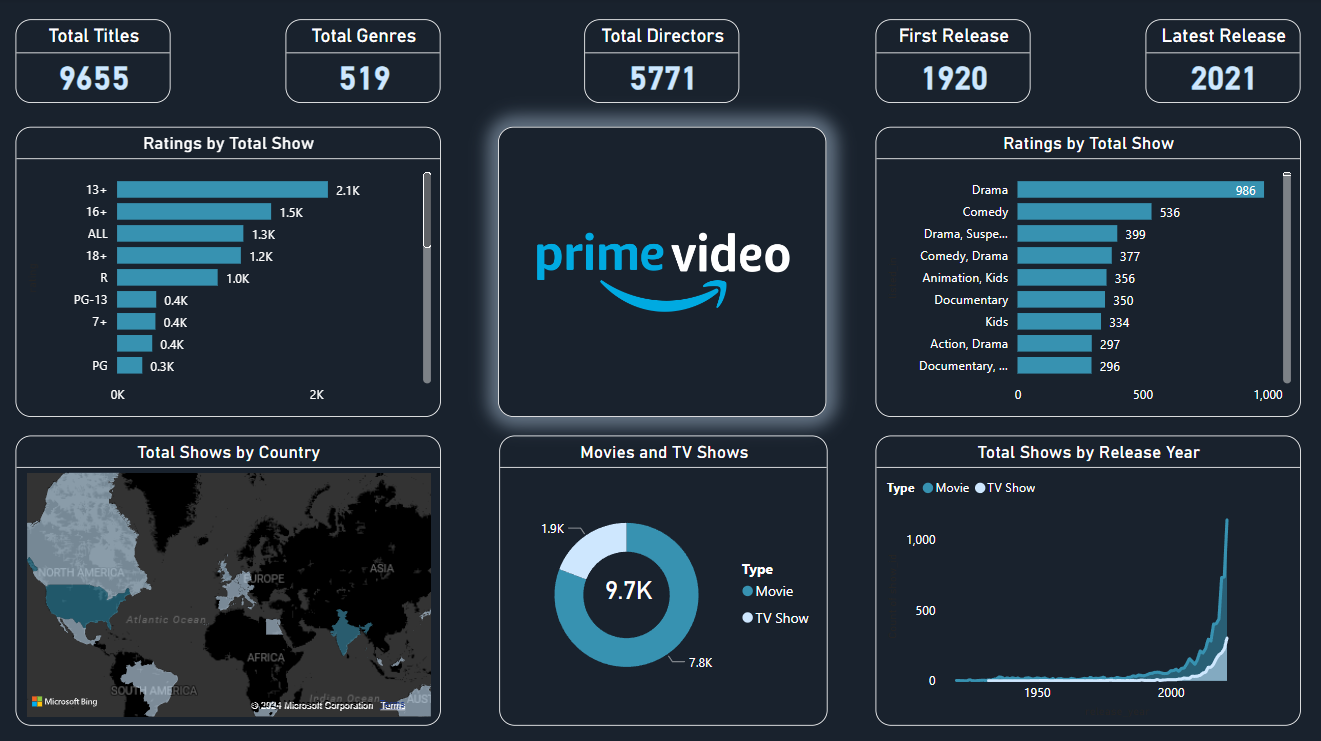 Total Titles
9655
Total Genres
519
Total Directors
5771
First Release
1920
Latest Release
2021
Ratings by Total Show
13+ 2.1K
16+ 1.5K
ALL 1.3K
18+ 1.2K
R 1.0K
PG-13 0.4K
7+ 0.4K
0.4K
PG 0.3K
0K 2K
prime video
Ratings by Total Show
Drama 986
Comedy 536
Drama, Suspe... 399
Comedy, Drama 377
Animation, Kids 356
Documentary 350
Kids 334
Action, Drama 297
Documentary, ... 296
0 500 1,000
Total Shows by Country
NORTH AMERICA
EUROPE
ASIA
Atlantic Ocean
AFRICA
SOUTH AMERICA
Indian Ocean
AUST
Microsoft Bing
© 2024 Microsoft Corporation Terms
Movies and TV Shows
1.9K
9.7K
7.8K
Type
Movie
TV Show
Total Shows by Release Year
Type Movie TV Show
1,000
500
0
1950 2000